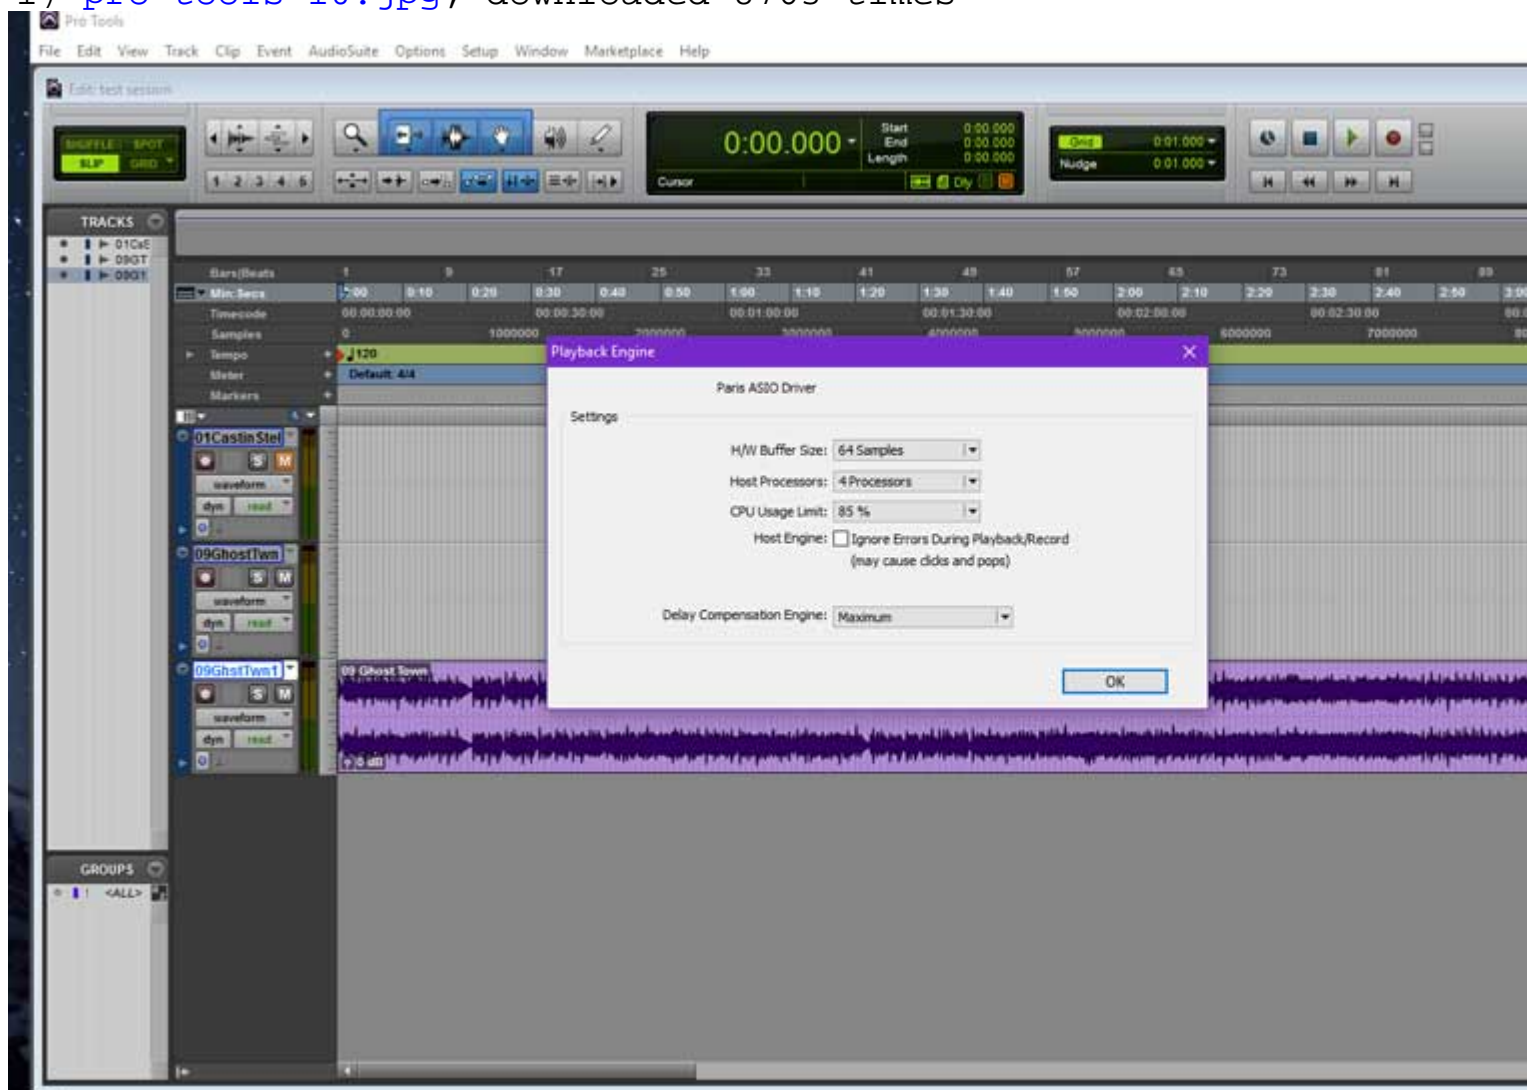 Pro Tools
File Edit View Track Clip Event AudioSuite Options Setup Window Marketplace Help
Edit: test session
SHUFFLE SPOT
SLIP GRID
0:00.000
Start 0:00.000
End 0:00.000
Length 0:00.000
Cursor
Dly
Grid 0:01.000
Nudge 0:01.000
1 2 3 4 5
TRACKS
09GT
Bars|Beats 1 9 17 25 33 41 49 57 65 73 81 89
Min:Secs 0:10 0:20 0:30 0:40 0:50 1:00 1:10 1:20 1:30 1:40 1:50 2:00 2:10 2:20 2:30 2:40 2:50
Timecode 00:00:00:00 00:00:30:00 00:01:00:00 00:01:30:00 00:02:00:00 00:02:30:00
Samples 0 1000000 2000000 3000000 4000000 5000000 6000000 7000000
Tempo 120
Meter Default: 4/4
Markers
Playback Engine
Paris ASIO Driver
Settings
H/W Buffer Size: 64 Samples
Host Processors: 4 Processors
CPU Usage Limit: 85 %
Host Engine: Ignore Errors During Playback/Record
(may cause clicks and pops)
Delay Compensation Engine: Maximum
OK
01CastinStel
S M
waveform
dyn read
09GhostTwn
S M
waveform
dyn read
09GhstTwn1
S M
waveform
dyn read
09 Ghost Town
0 dB
GROUPS
! <ALL>